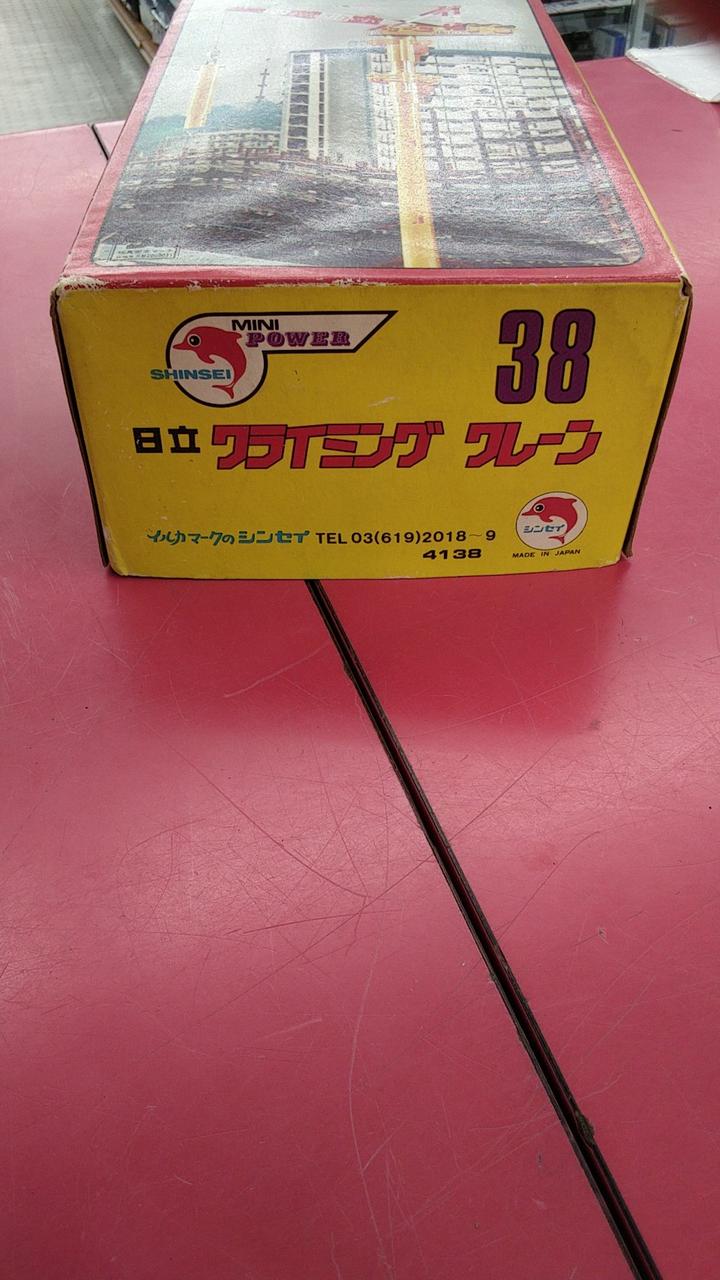 MINI
POWER
SHINSEI
38
日立 クライミング クレーン
イルカマークのシンセイ TEL 03(619)2018～9
4138
シンセイ
MADE IN JAPAN